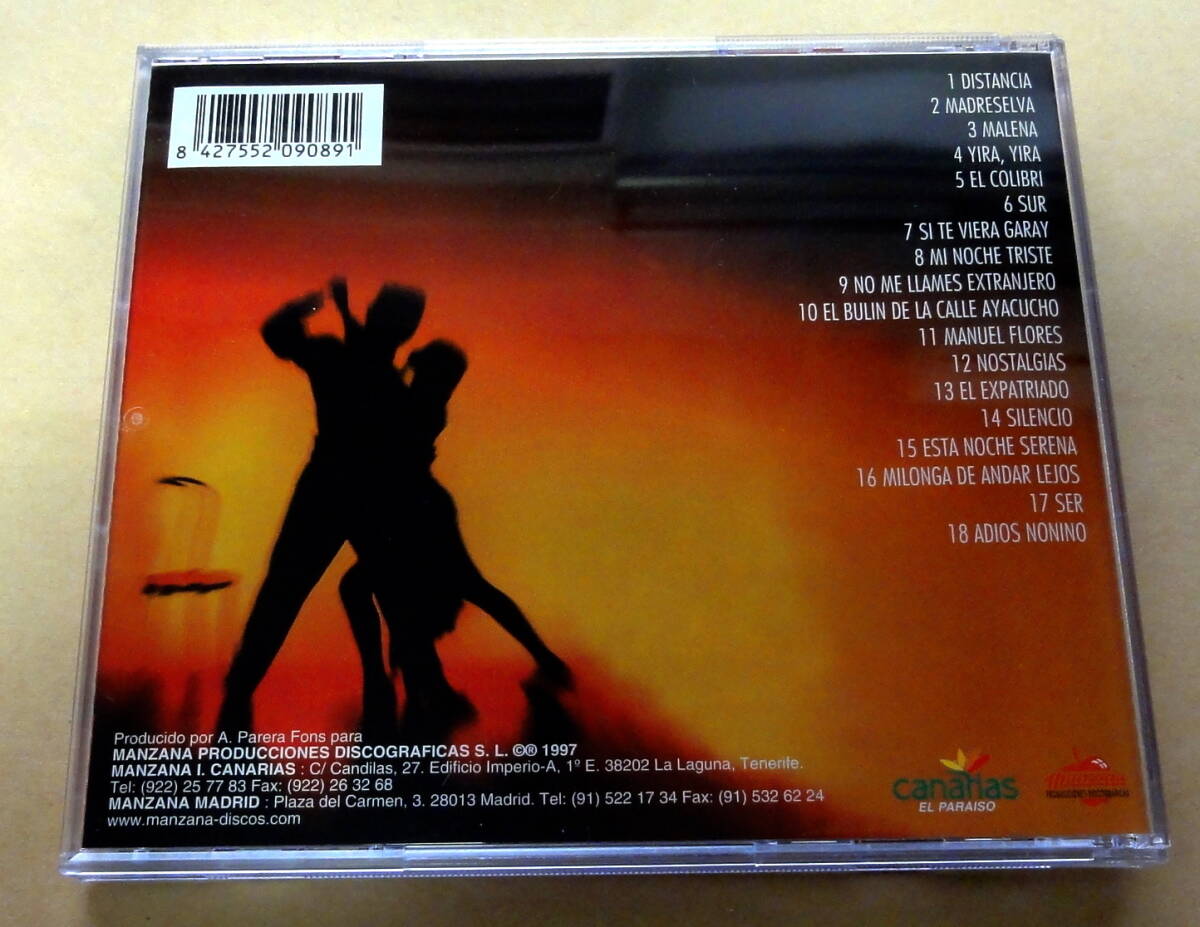 8 427552 090891
1 DISTANCIA
2 MADRESELVA
3 MALENA
4 YIRA, YIRA
5 EL COLIBRI
6 SUR
7 SI TE VIERA GARAY
8 MI NOCHE TRISTE
9 NO ME LLAMES EXTRANJERO
10 EL BULIN DE LA CALLE AYACUCHO
11 MANUEL FLORES
12 NOSTALGIAS
13 EL EXPATRIADO
14 SILENCIO
15 ESTA NOCHE SERENA
16 MILONGA DE ANDAR LEJOS
17 SER
18 ADIOS NONINO
Producido por A. Parera Fons para
MANZANA PRODUCCIONES DISCOGRAFICAS S. L. ©® 1997
MANZANA I. CANARIAS : C/ Candilas, 27. Edificio Imperio-A, 1º E. 38202 La Laguna, Tenerife.
Tel: (922) 25 77 83 Fax: (922) 26 32 68
MANZANA MADRID : Plaza del Carmen, 3. 28013 Madrid. Tel: (91) 522 17 34 Fax: (91) 532 62 24
www.manzana-discos.com
canarias
EL PARAISO
PRODUCCIONES DISCOGRAFICAS